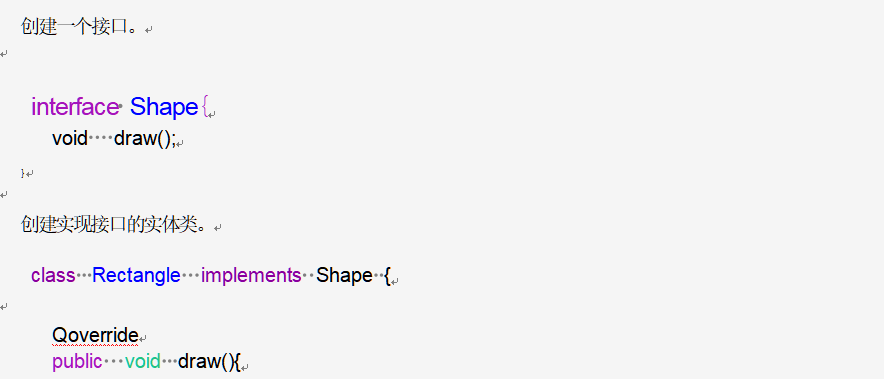 创建一个接口。
interface Shape{
void draw();
}
创建实现接口的实体类。
class Rectangle implements Shape {
Qoverride
public void draw(){